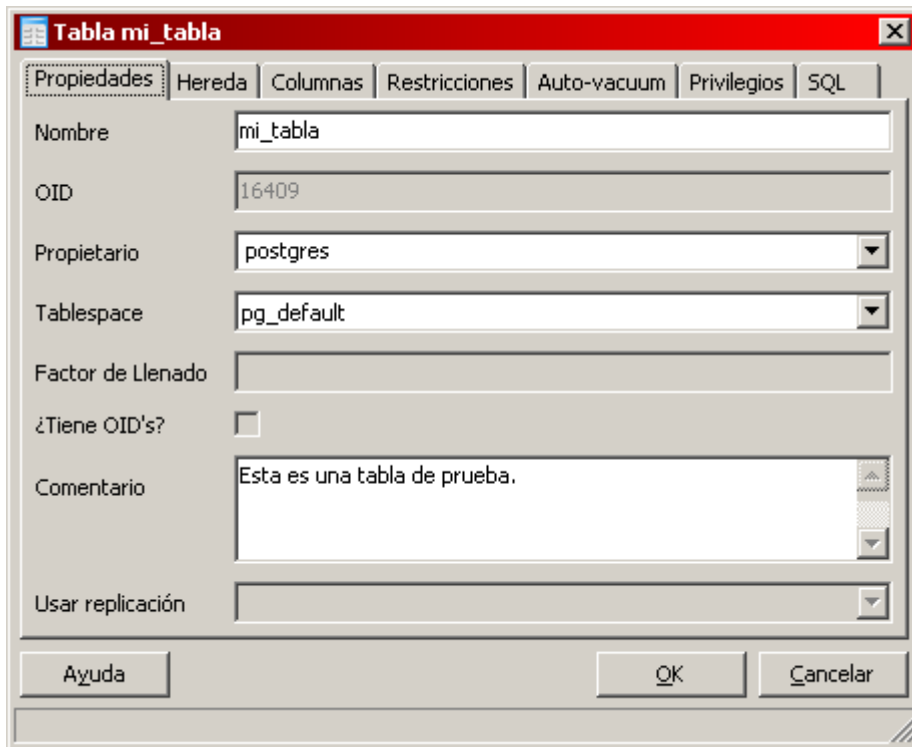 Tabla mi_tabla
Propiedades Hereda Columnas Restricciones Auto-vacuum Privilegios SQL
Nombre mi_tabla
OID 16409
Propietario postgres
Tablespace pg_default
Factor de Llenado
¿Tiene OID's?
Comentario Esta es una tabla de prueba.
Usar replicación
Ayuda OK Cancelar